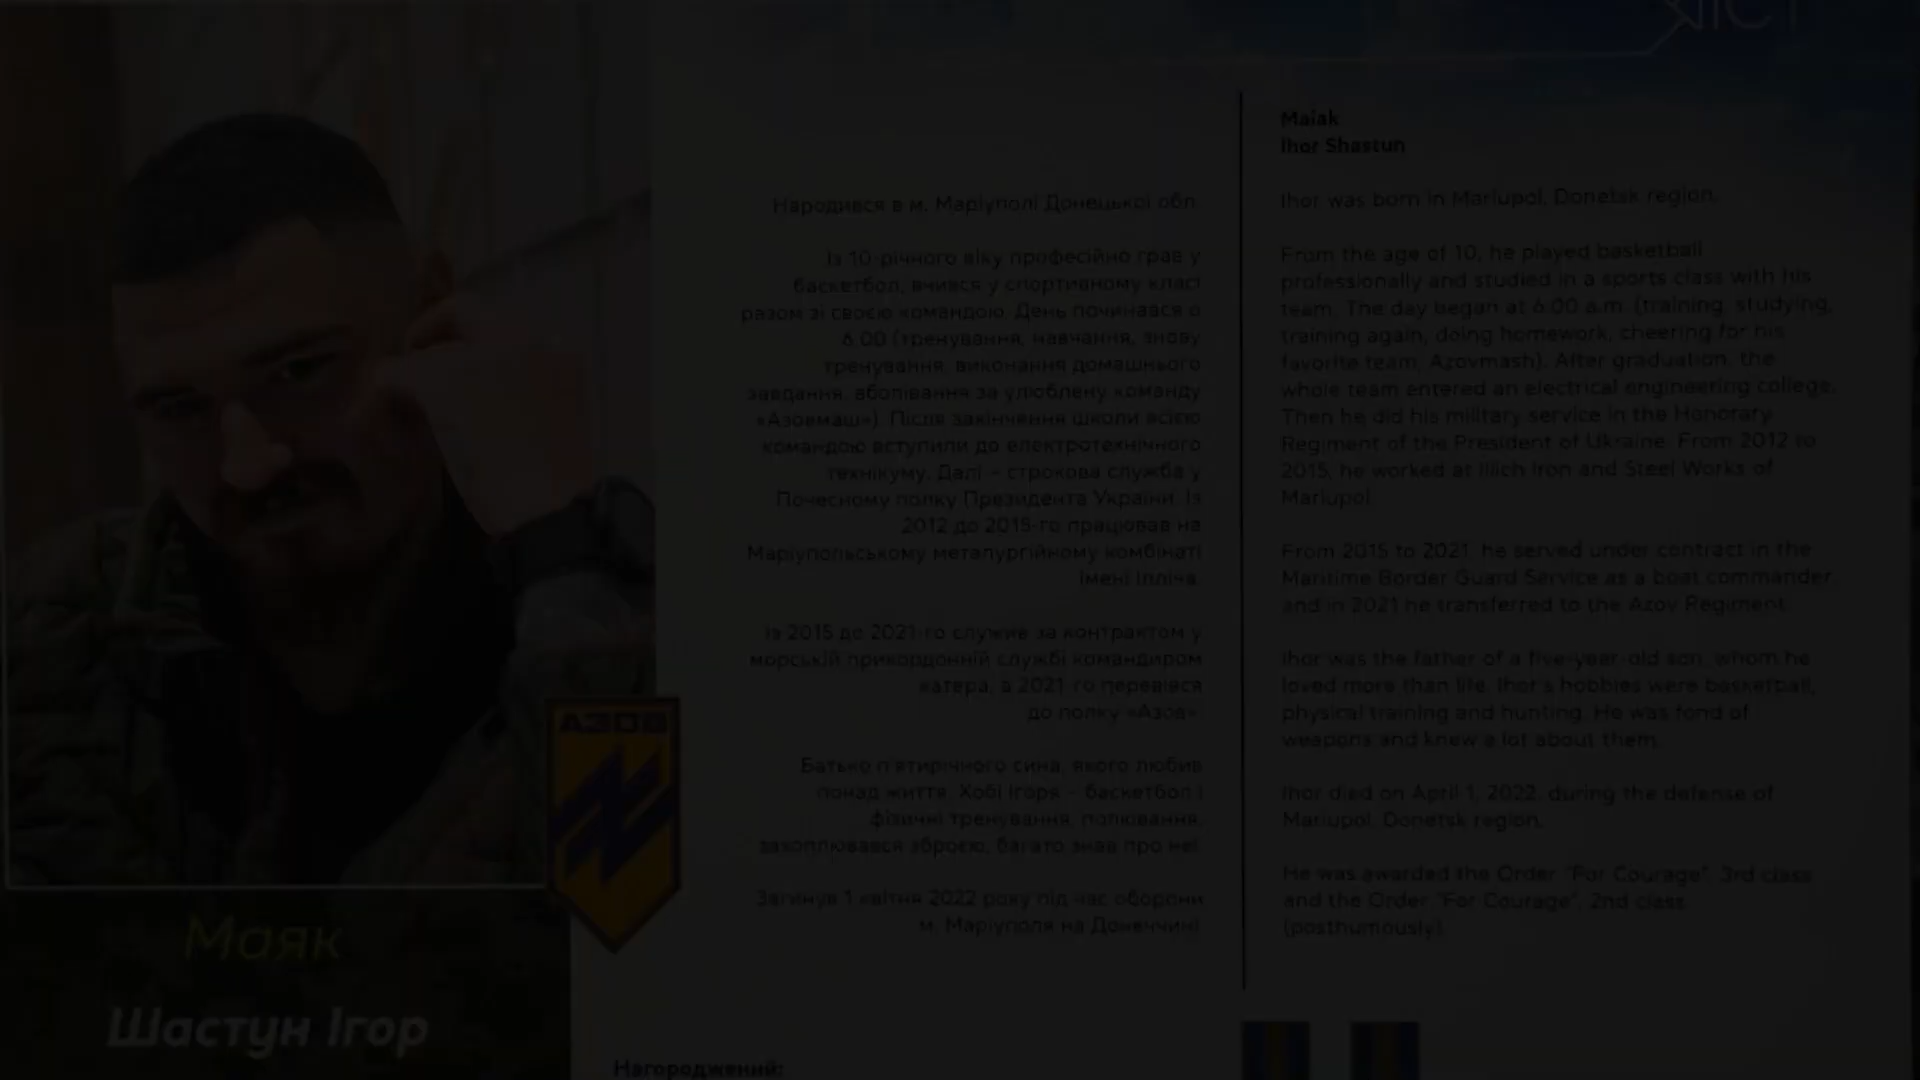 ХІСТ
Народився в м. Маріуполі Донецької обл.
Із 10-річного віку професійно грав у
баскетбол, вчився у спортивному класі
разом зі своєю командою. День починався о
6.00 (тренування, навчання, знову
тренування, виконання домашнього
завдання, вболівання за улюблену команду
«Азовмаш»). Після закінчення школи всією
командою вступили до електротехнічного
технікуму. Далі – строкова служба у
Почесному полку Президента України. Із
2012 до 2015-го працював на
Маріупольському металургійному комбінаті
імені Ілліча.
Із 2015 до 2021-го служив за контрактом у
морській прикордонній службі командиром
катера, в 2021-го перевівся
до полку «Азов».
Батько п'ятирічного сина, якого любив
понад життя. Хобі Ігоря – баскетбол і
фізичні тренування, полювання,
захоплювався зброєю, багато знав про неї.
Загинув 1 квітня 2022 року під час оборони
м. Маріуполя на Донеччині.
Нагороджений:
Maiak
Ihor Shastun
Ihor was born in Mariupol, Donetsk region.
From the age of 10, he played basketball
professionally and studied in a sports class with his
team. The day began at 6.00 a.m. (training, studying,
training again, doing homework, cheering for his
favorite team, Azovmash). After graduation, the
whole team entered an electrical engineering college.
Then he did his military service in the Honorary
Regiment of the President of Ukraine. From 2012 to
2015, he worked at Illich Iron and Steel Works of
Mariupol.
From 2015 to 2021, he served under contract in the
Maritime Border Guard Service as a boat commander,
and in 2021 he transferred to the Azov Regiment.
Ihor was the father of a five-year-old son, whom he
loved more than life. Ihor's hobbies were basketball,
physical training and hunting. He was fond of
weapons and knew a lot about them.
Ihor died on April 1, 2022, during the defense of
Mariupol, Donetsk region.
He was awarded the Order "For Courage", 3rd class
and the Order "For Courage", 2nd class
(posthumously).
АЗОВ
Маяк
Шастун Ігор